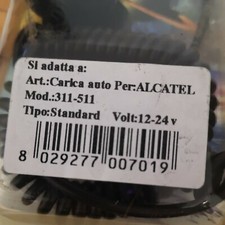 Si adatta a:
Art.:Carica auto Per:ALCATEL
Mod.:311-511
Tipo:Standard Volt:12-24 v
8 029277 007019